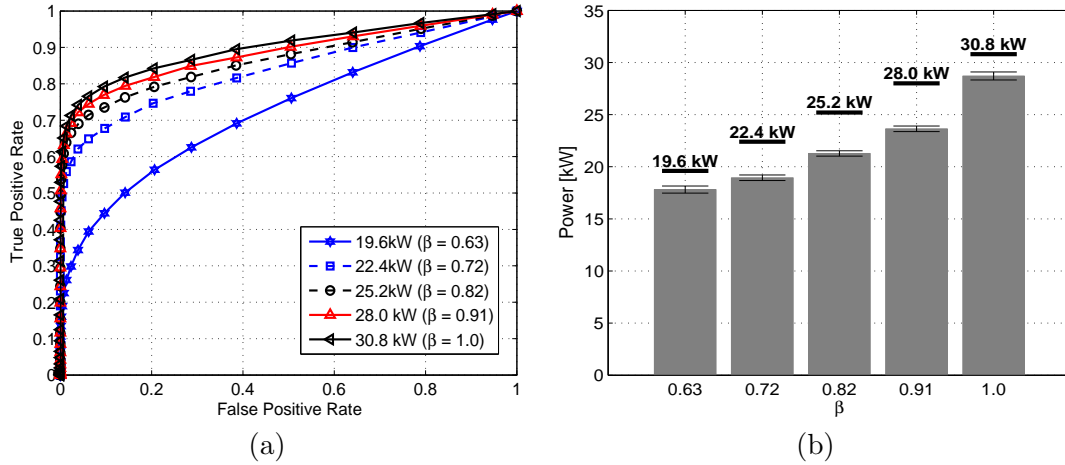 1
0.9
0.8
0.7
0.6
0.5
0.4
0.3
0.2
0.1
0
True Positive Rate
19.6kW (β = 0.63)
22.4kW (β = 0.72)
25.2kW (β = 0.82)
28.0 kW (β = 0.91)
30.8 kW (β = 1.0)
0 0.2 0.4 0.6 0.8 1
False Positive Rate
(a)
35
30
25
20
15
10
5
0
Power [kW]
19.6 kW
22.4 kW
25.2 kW
28.0 kW
30.8 kW
0.63 0.72 0.82 0.91 1.0
β
(b)